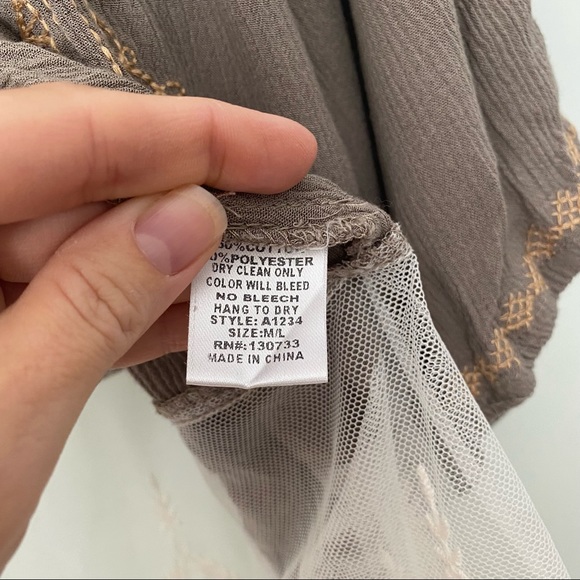 POLYESTER
DRY CLEAN ONLY
COLOR WILL BLEED
NO BLEECH
HANG TO DRY
STYLE: A1234
SIZE:M/L
RN#:130733
MADE IN CHINA